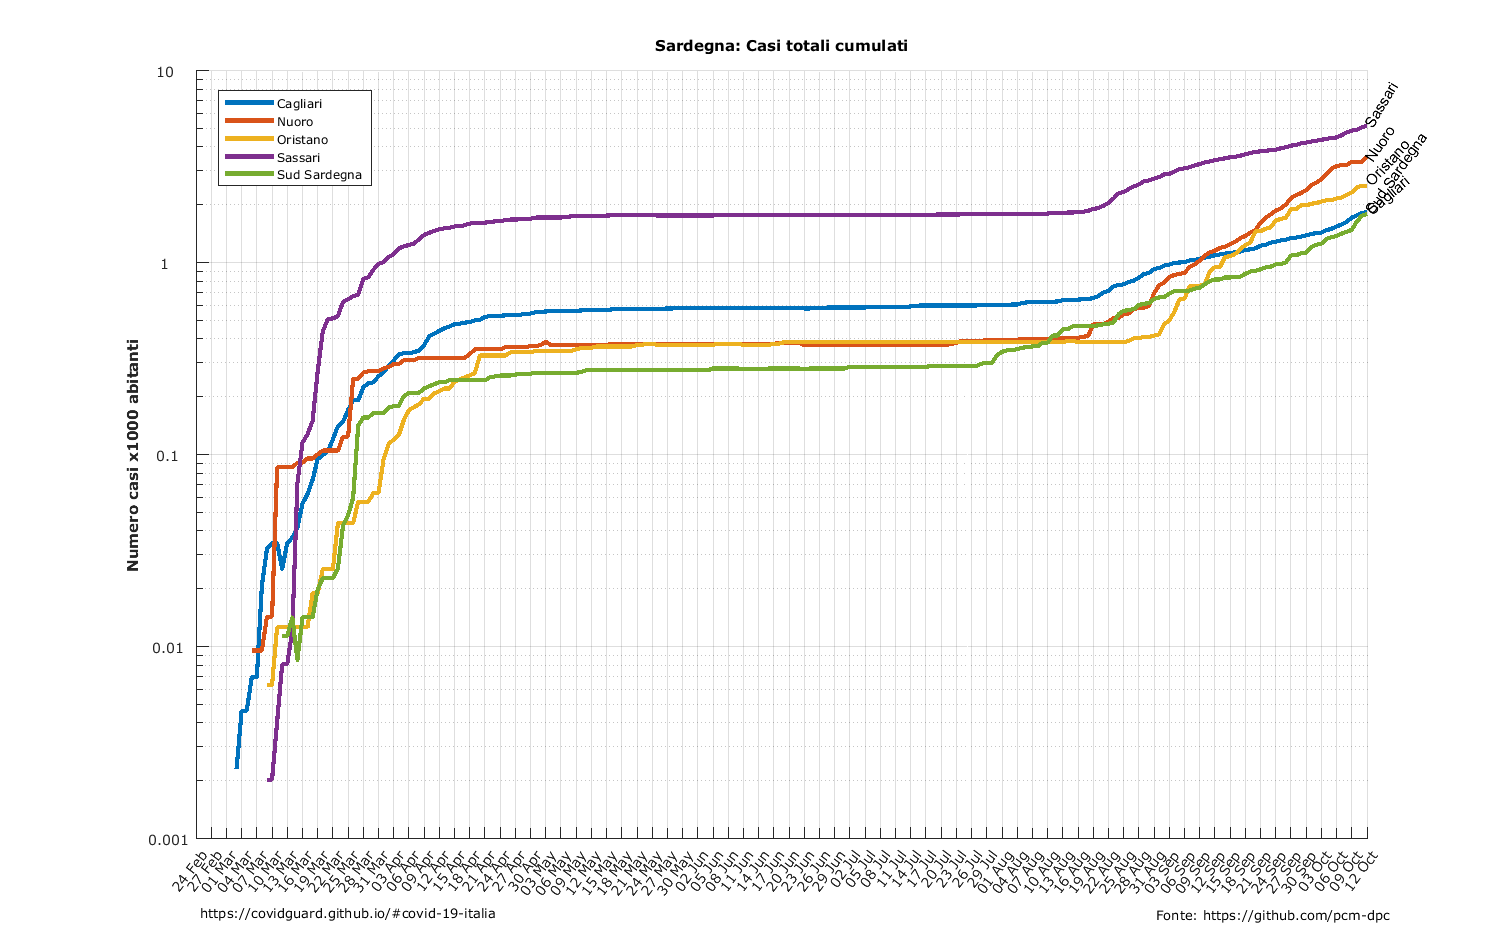 Sardegna: Casi totali cumulati
Numero casi x1000 abitanti
10
1
0.1
0.01
0.001
Cagliari
Nuoro
Oristano
Sassari
Sud Sardegna
Sassari
Nuoro
Oristano
Sud Sardegna
Cagliari
24 Feb
27 Feb
01 Mar
04 Mar
07 Mar
10 Mar
13 Mar
16 Mar
19 Mar
22 Mar
25 Mar
28 Mar
31 Mar
03 Apr
06 Apr
09 Apr
12 Apr
15 Apr
18 Apr
21 Apr
24 Apr
27 Apr
30 Apr
03 May
06 May
09 May
12 May
15 May
18 May
21 May
24 May
27 May
30 May
02 Jun
05 Jun
08 Jun
11 Jun
14 Jun
17 Jun
20 Jun
23 Jun
26 Jun
29 Jun
02 Jul
05 Jul
08 Jul
11 Jul
14 Jul
17 Jul
20 Jul
23 Jul
26 Jul
29 Jul
01 Aug
04 Aug
07 Aug
10 Aug
13 Aug
16 Aug
19 Aug
22 Aug
25 Aug
28 Aug
31 Aug
03 Sep
06 Sep
09 Sep
12 Sep
15 Sep
18 Sep
21 Sep
24 Sep
27 Sep
30 Sep
03 Oct
06 Oct
09 Oct
12 Oct
https://covidguard.github.io/#covid-19-italia
Fonte: https://github.com/pcm-dpc